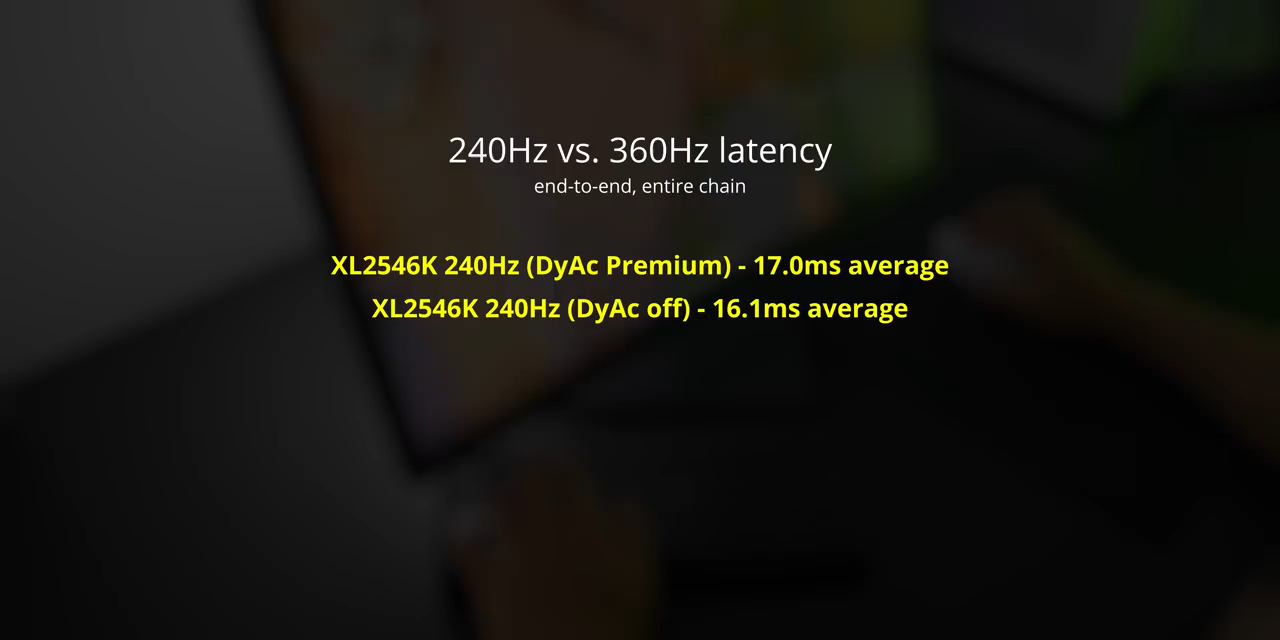 240Hz vs. 360Hz latency
end-to-end, entire chain
XL2546K 240Hz (DyAc Premium) - 17.0ms average
XL2546K 240Hz (DyAc off) - 16.1ms average